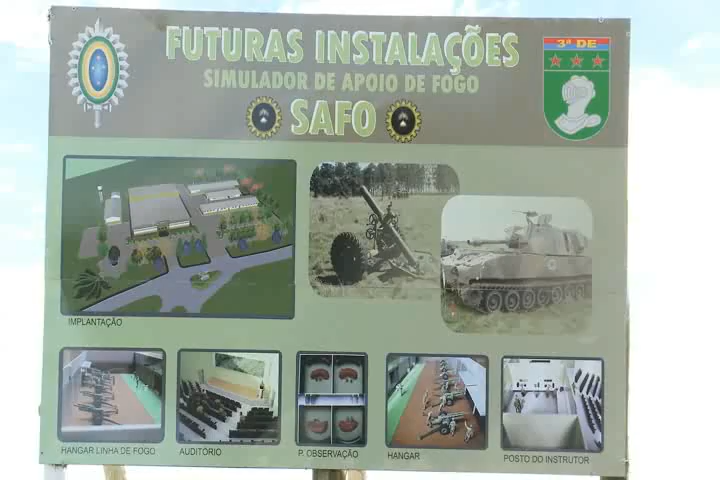 FUTURAS INSTALAÇÕES
SIMULADOR DE APOIO DE FOGO
SAFO
3ª DE
IMPLANTAÇÃO
HANGAR LINHA DE FOGO
AUDITÓRIO
P. OBSERVAÇÃO
HANGAR
POSTO DO INSTRUTOR